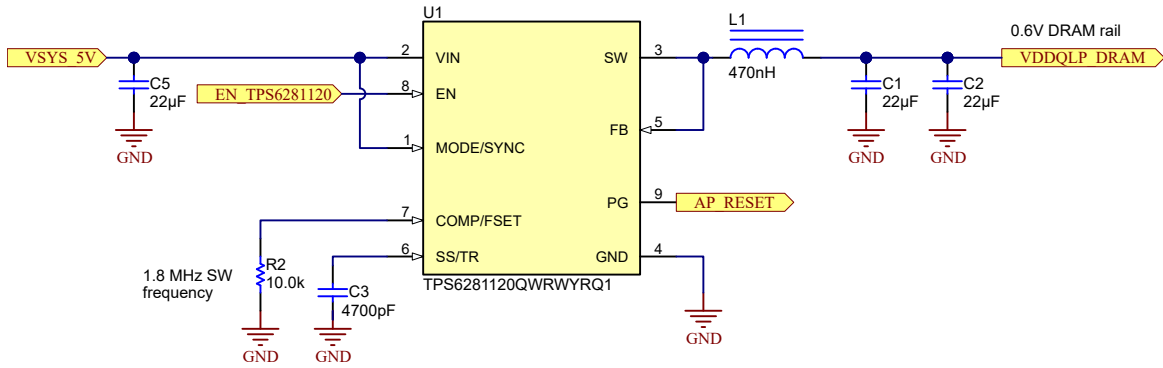 U1
L1
0.6V DRAM rail
VSYS_5V
2
VIN
SW
3
VDDQLP_DRAM
470nH
C5
22µF
C1
22µF
C2
22µF
EN_TPS6281120
8
EN
FB
5
GND
GND
GND
1
MODE/SYNC
PG
9
AP_RESET
7
COMP/FSET
6
SS/TR
GND
4
1.8 MHz SW
frequency
R2
10.0k
C3
4700pF
TPS6281120QWRWYRQ1
GND
GND
GND